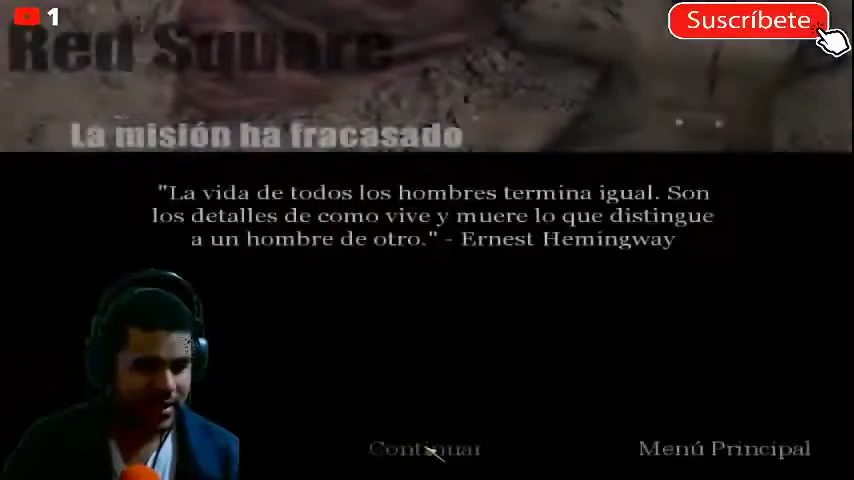 1
Suscríbete
Red Square
La misión ha fracasado
"La vida de todos los hombres termina igual. Son
los detalles de como vive y muere lo que distingue
a un hombre de otro." - Ernest Hemingway
Continuar
Menú Principal